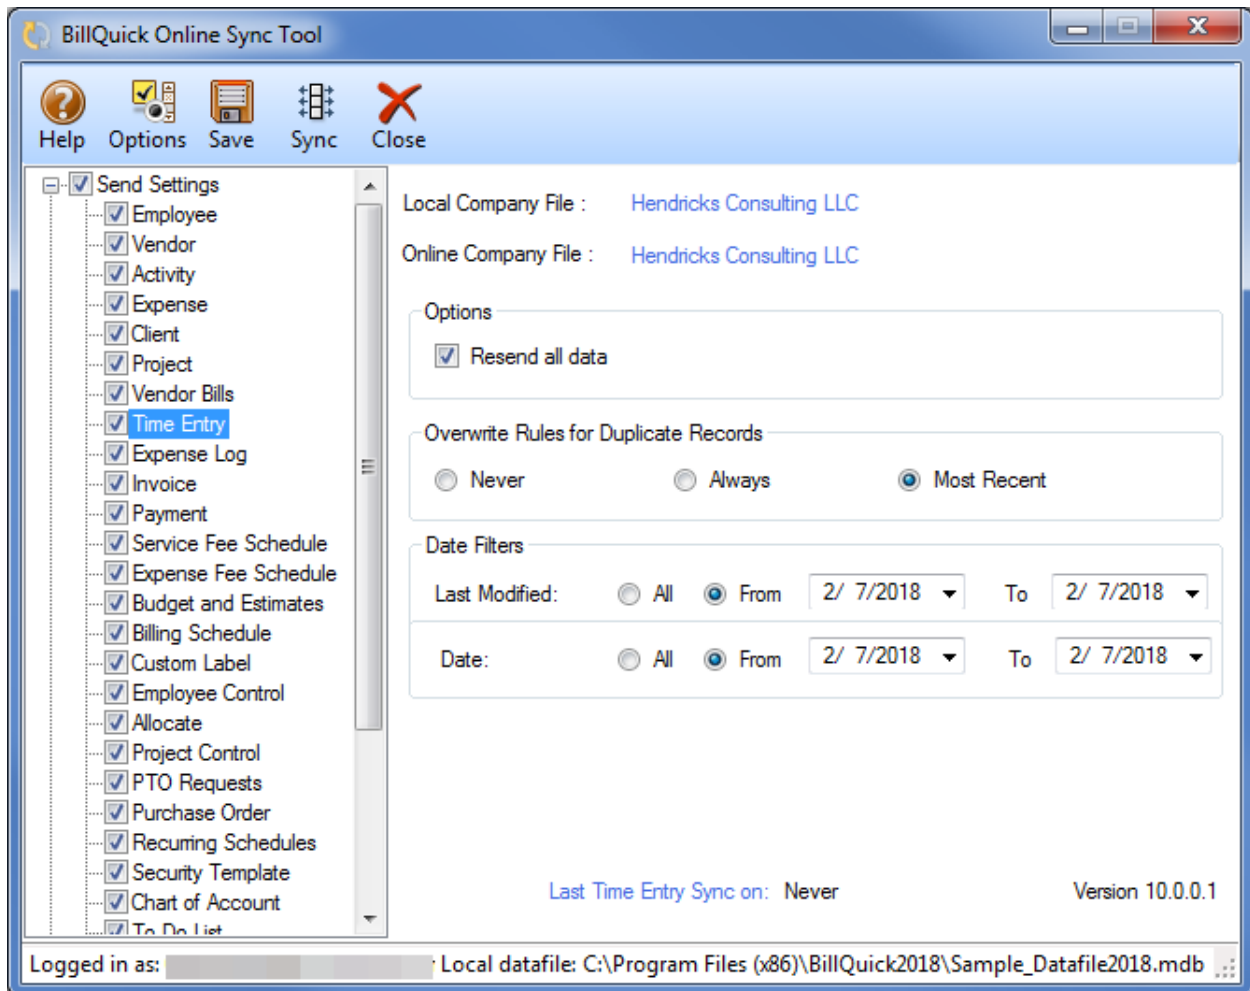 BillQuick Online Sync Tool
Help Options Save Sync Close
Send Settings
Employee
Vendor
Activity
Expense
Client
Project
Vendor Bills
Time Entry
Expense Log
Invoice
Payment
Service Fee Schedule
Expense Fee Schedule
Budget and Estimates
Billing Schedule
Custom Label
Employee Control
Allocate
Project Control
PTO Requests
Purchase Order
Recurring Schedules
Security Template
Chart of Account
To Do List
Local Company File : Hendricks Consulting LLC
Online Company File : Hendricks Consulting LLC
Options
Resend all data
Overwrite Rules for Duplicate Records
Never Always Most Recent
Date Filters
Last Modified: All From 2/ 7/2018 To 2/ 7/2018
Date: All From 2/ 7/2018 To 2/ 7/2018
Last Time Entry Sync on: Never Version 10.0.0.1
Logged in as: Local datafile: C:\Program Files (x86)\BillQuick2018\Sample_Datafile2018.mdb